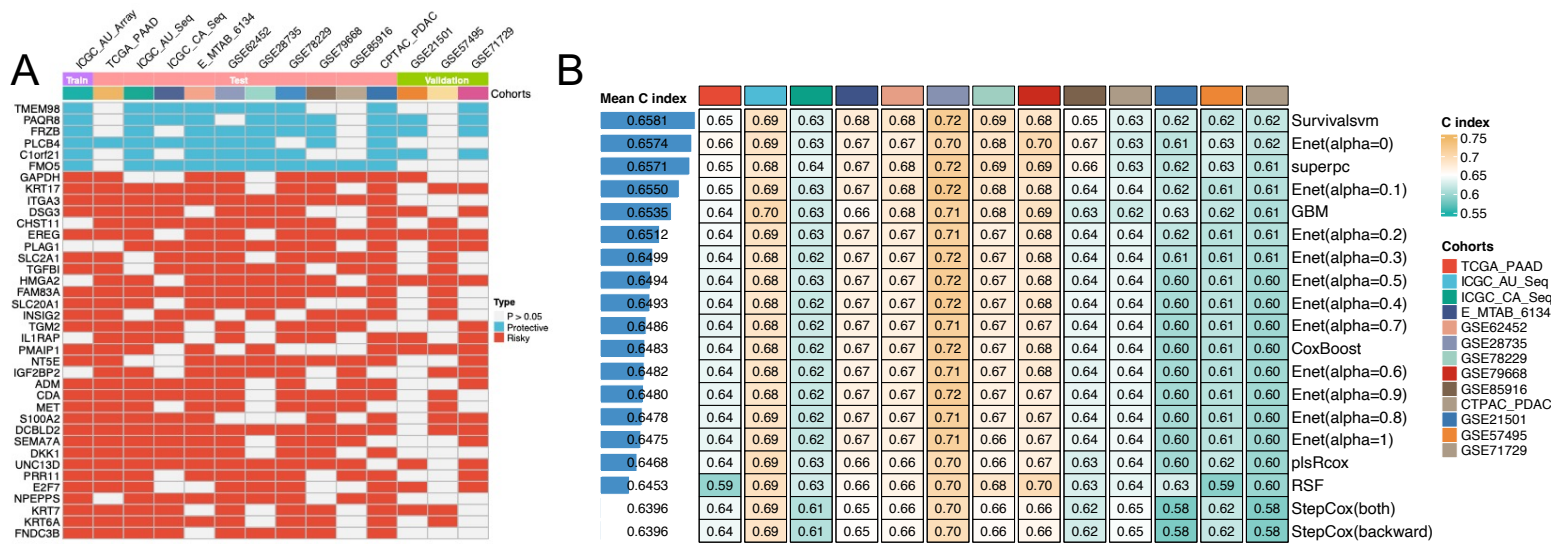 A
ICGC_AU_Array
TCGA_PAAD
ICGC_AU_Seq
ICGC_CA_Seq
E_MTAB_6134
GSE62452
GSE28735
GSE78229
GSE79668
GSE85916
CPTAC_PDAC
GSE21501
GSE57495
GSE71729
Train Test Validation
Cohorts
TMEM98
PAQR8
FRZB
PLCB4
C1orf21
FMO5
GAPDH
KRT17
ITGA3
DSG3
CHST11
EREG
PLAG1
SLC2A1
TGFBI
HMGA2
FAM83A
SLC20A1
INSIG2
TGM2
IL1RAP
PMAIP1
NT5E
IGF2BP2
ADM
CDA
MET
S100A2
DCBLD2
SEMA7A
DKK1
UNC13D
PRR11
E2F7
NPEPPS
KRT7
KRT6A
FNDC3B
Type
P > 0.05
Protective
Risky
B
Mean C index
0.6581 0.65 0.69 0.63 0.68 0.68 0.72 0.69 0.68 0.65 0.63 0.62 0.62 0.62 Survivalsvm
0.6574 0.66 0.69 0.63 0.67 0.67 0.70 0.68 0.70 0.67 0.63 0.61 0.63 0.62 Enet(alpha=0)
0.6571 0.65 0.68 0.64 0.67 0.68 0.72 0.69 0.69 0.66 0.63 0.62 0.63 0.61 superpc
0.6550 0.65 0.69 0.63 0.67 0.68 0.72 0.68 0.68 0.64 0.64 0.62 0.61 0.61 Enet(alpha=0.1)
0.6535 0.64 0.70 0.63 0.66 0.68 0.71 0.68 0.69 0.63 0.62 0.63 0.62 0.61 GBM
0.6512 0.64 0.69 0.63 0.67 0.68 0.71 0.68 0.68 0.64 0.64 0.62 0.61 0.61 Enet(alpha=0.2)
0.6499 0.64 0.68 0.62 0.67 0.68 0.72 0.67 0.68 0.64 0.64 0.61 0.61 0.61 Enet(alpha=0.3)
0.6494 0.64 0.68 0.63 0.67 0.68 0.72 0.67 0.68 0.64 0.64 0.60 0.61 0.60 Enet(alpha=0.5)
0.6493 0.64 0.68 0.62 0.67 0.68 0.72 0.67 0.68 0.64 0.64 0.60 0.61 0.60 Enet(alpha=0.4)
0.6486 0.64 0.68 0.62 0.67 0.67 0.71 0.67 0.68 0.64 0.64 0.60 0.61 0.60 Enet(alpha=0.7)
0.6483 0.64 0.68 0.62 0.67 0.67 0.72 0.67 0.68 0.64 0.64 0.60 0.61 0.60 CoxBoost
0.6482 0.64 0.68 0.62 0.67 0.67 0.71 0.67 0.68 0.64 0.64 0.60 0.61 0.60 Enet(alpha=0.6)
0.6480 0.64 0.69 0.62 0.67 0.67 0.72 0.67 0.67 0.64 0.64 0.60 0.61 0.60 Enet(alpha=0.9)
0.6478 0.64 0.69 0.62 0.67 0.67 0.71 0.67 0.67 0.64 0.64 0.60 0.61 0.60 Enet(alpha=0.8)
0.6475 0.64 0.69 0.62 0.67 0.67 0.71 0.66 0.67 0.64 0.64 0.60 0.61 0.60 Enet(alpha=1)
0.6468 0.64 0.69 0.63 0.66 0.66 0.70 0.66 0.67 0.63 0.64 0.60 0.62 0.60 plsRcox
0.6453 0.59 0.69 0.63 0.66 0.66 0.70 0.68 0.70 0.63 0.64 0.63 0.59 0.60 RSF
0.6396 0.64 0.69 0.61 0.65 0.66 0.70 0.66 0.66 0.62 0.65 0.58 0.62 0.58 StepCox(both)
0.6396 0.64 0.69 0.61 0.65 0.66 0.70 0.66 0.66 0.62 0.65 0.58 0.62 0.58 StepCox(backward)
C index
0.75
0.7
0.65
0.6
0.55
Cohorts
TCGA_PAAD
ICGC_AU_Seq
ICGC_CA_Seq
E_MTAB_6134
GSE62452
GSE28735
GSE78229
GSE79668
GSE85916
CTPAC_PDAC
GSE21501
GSE57495
GSE71729